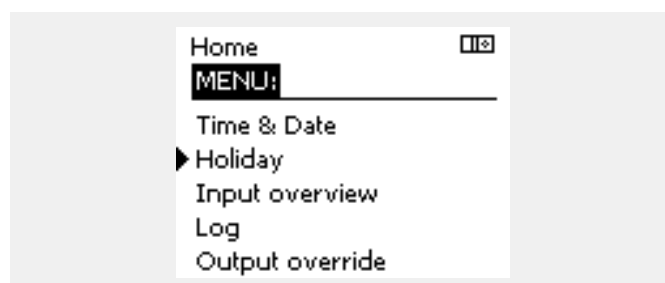 Home
MENU:
Time & Date
Holiday
Input overview
Log
Output override